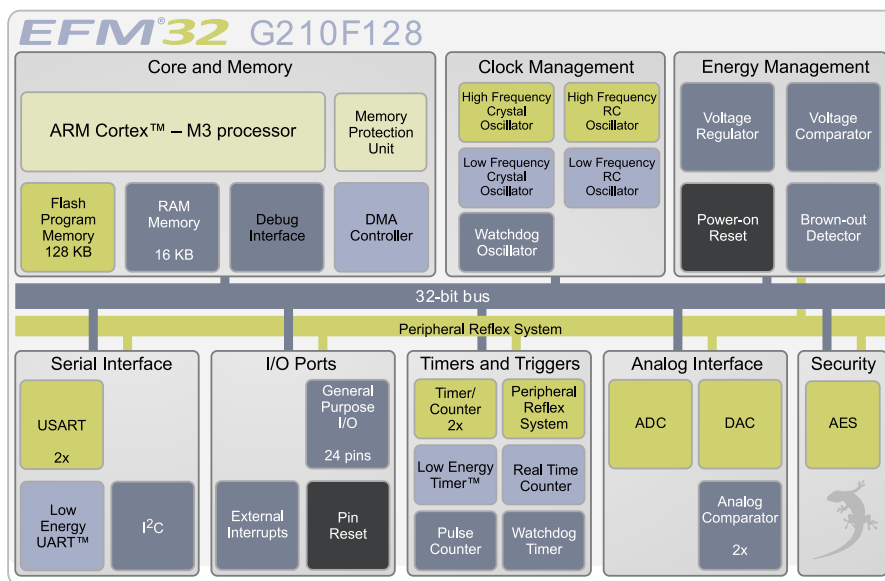 EFM®32 G210F128
Core and Memory
ARM Cortex™ – M3 processor
Memory
Protection
Unit
Flash
Program
Memory
128 KB
RAM
Memory
16 KB
Debug
Interface
DMA
Controller
Clock Management
High Frequency
Crystal
Oscillator
High Frequency
RC
Oscillator
Low Frequency
Crystal
Oscillator
Low Frequency
RC
Oscillator
Watchdog
Oscillator
Energy Management
Voltage
Regulator
Voltage
Comparator
Power-on
Reset
Brown-out
Detector
32-bit bus
Peripheral Reflex System
Serial Interface
USART
2x
Low
Energy
UART™
I²C
I/O Ports
General
Purpose
I/O
24 pins
External
Interrupts
Pin
Reset
Timers and Triggers
Timer/
Counter
2x
Peripheral
Reflex
System
Low Energy
Timer™
Real Time
Counter
Pulse
Counter
Watchdog
Timer
Analog Interface
ADC
DAC
Analog
Comparator
2x
Security
AES